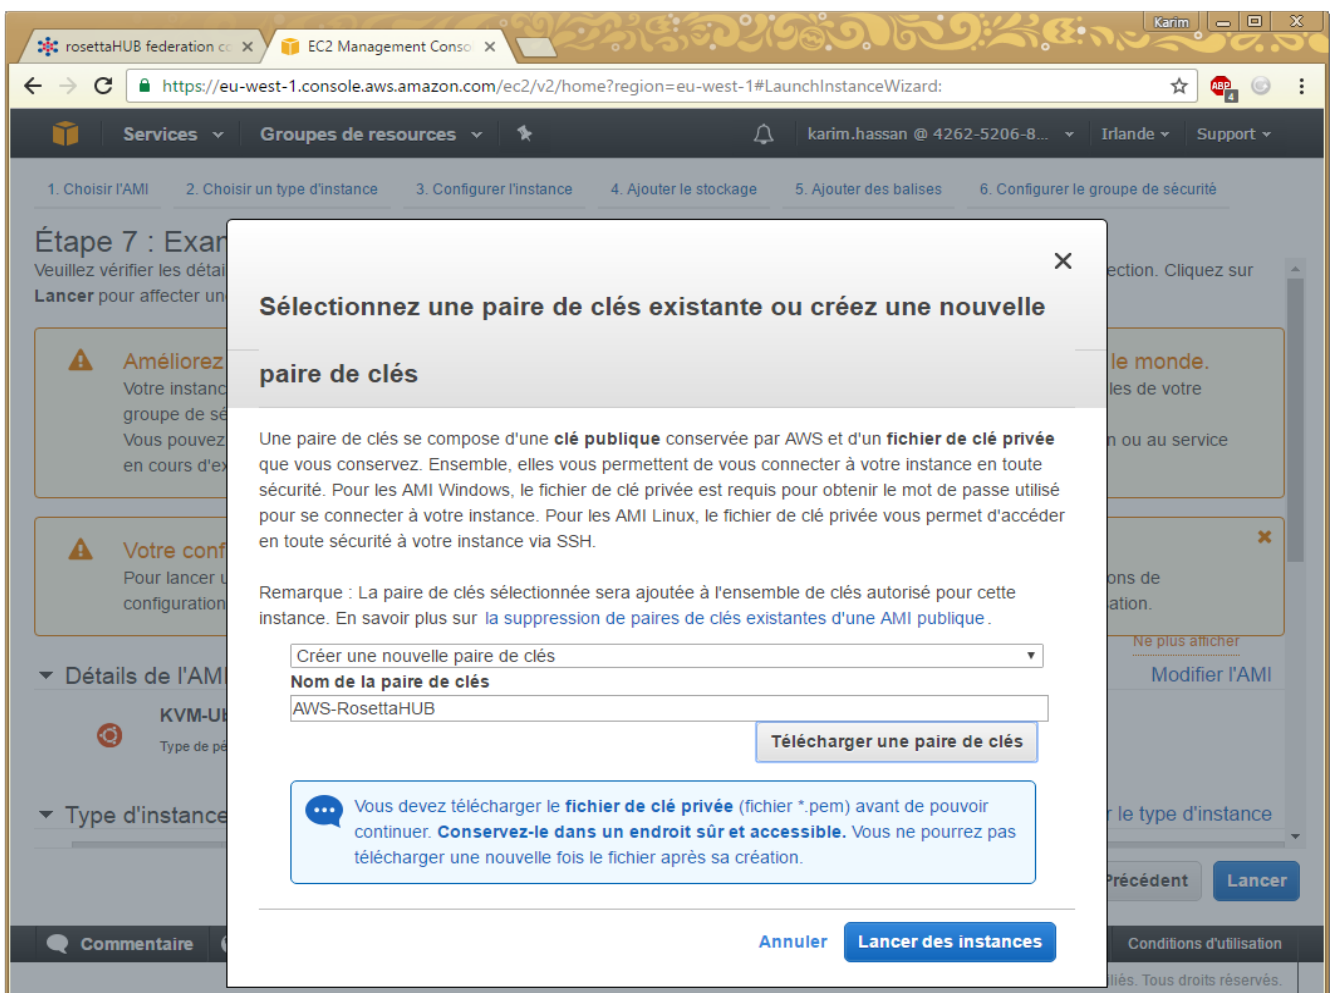 Karim
rosettaHUB federation cc
EC2 Management Conso
https://eu-west-1.console.aws.amazon.com/ec2/v2/home?region=eu-west-1#LaunchInstanceWizard:
ABP
4
Services
Groupes de resources
karim.hassan @ 4262-5206-8...
Irlande
Support
1. Choisir l'AMI
2. Choisir un type d'instance
3. Configurer l'instance
4. Ajouter le stockage
5. Ajouter des balises
6. Configurer le groupe de sécurité
Étape 7 : Exar
Veuillez vérifier les détai
ection. Cliquez sur
Lancer pour affecter un
Améliorez
le monde.
Votre instanc
les de votre
groupe de sé
Vous pouvez
n ou au service
en cours d'ex
Votre conf
Pour lancer u
ons de
configuration
ation.
Ne plus afficher
Détails de l'AMI
Modifier l'AMI
KVM-Ub
Type de pé
Type d'instance
r le type d'instance
Précédent
Lancer
Commentaire
Conditions d'utilisation
iliés. Tous droits réservés.
Sélectionnez une paire de clés existante ou créez une nouvelle
paire de clés
Une paire de clés se compose d'une clé publique conservée par AWS et d'un fichier de clé privée
que vous conservez. Ensemble, elles vous permettent de vous connecter à votre instance en toute
sécurité. Pour les AMI Windows, le fichier de clé privée est requis pour obtenir le mot de passe utilisé
pour se connecter à votre instance. Pour les AMI Linux, le fichier de clé privée vous permet d'accéder
en toute sécurité à votre instance via SSH.
Remarque : La paire de clés sélectionnée sera ajoutée à l'ensemble de clés autorisé pour cette
instance. En savoir plus sur la suppression de paires de clés existantes d'une AMI publique.
Créer une nouvelle paire de clés
Nom de la paire de clés
AWS-RosettaHUB
Télécharger une paire de clés
Vous devez télécharger le fichier de clé privée (fichier *.pem) avant de pouvoir
continuer. Conservez-le dans un endroit sûr et accessible. Vous ne pourrez pas
télécharger une nouvelle fois le fichier après sa création.
Annuler
Lancer des instances